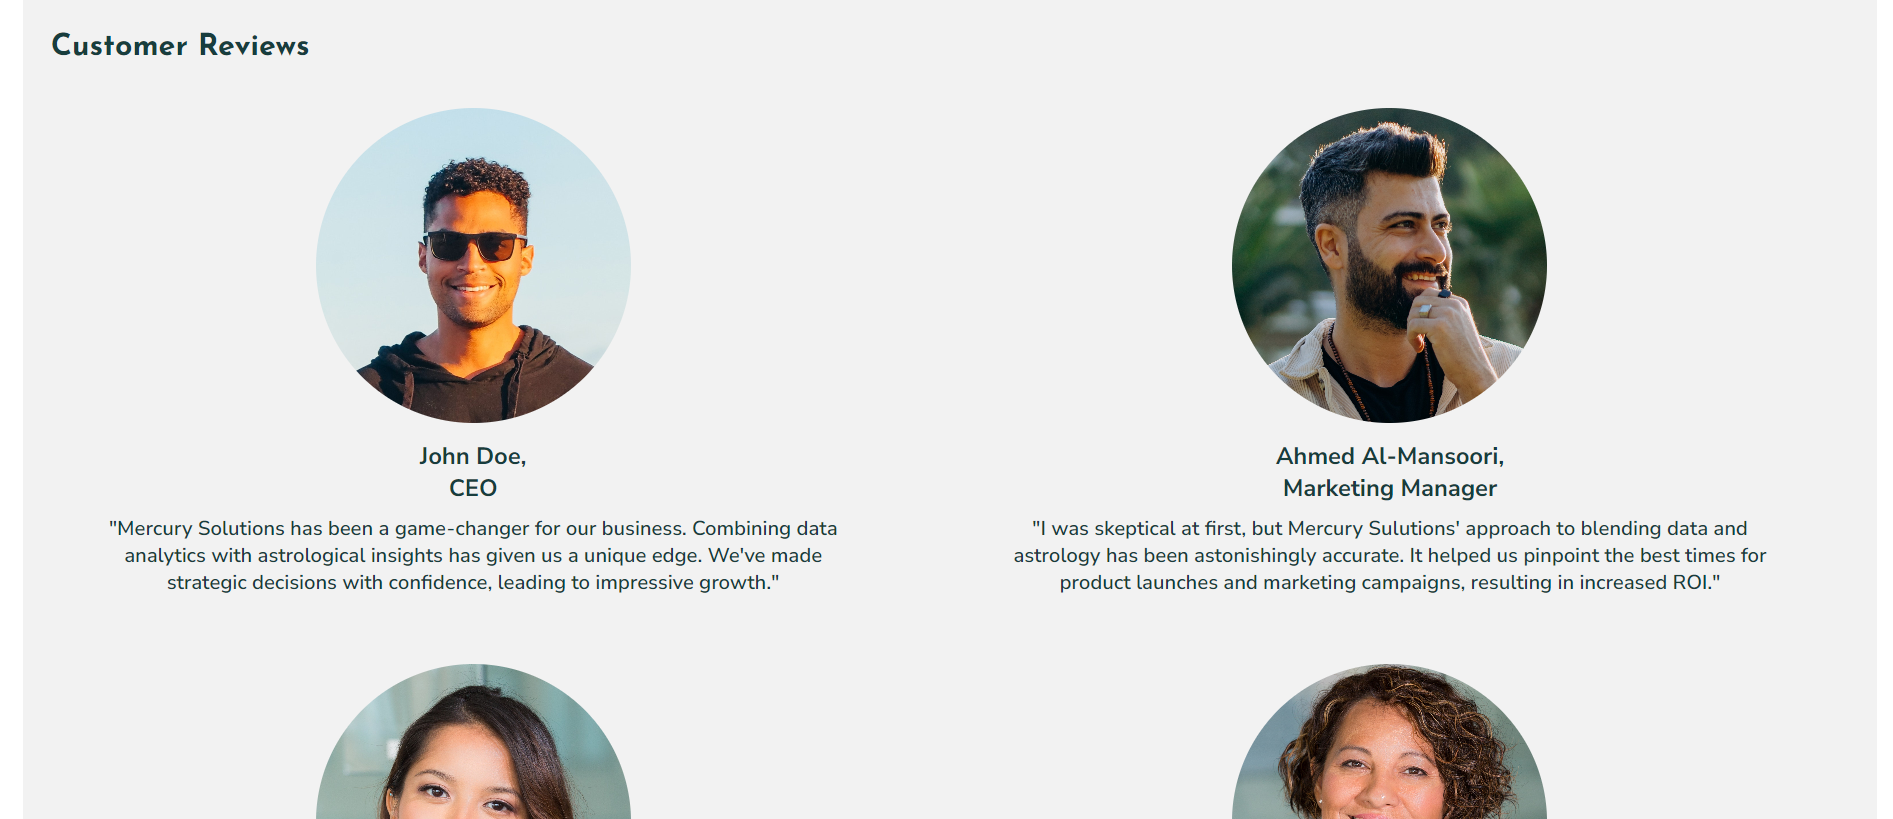 Customer Reviews
John Doe,
CEO
"Mercury Solutions has been a game-changer for our business. Combining data
analytics with astrological insights has given us a unique edge. We've made
strategic decisions with confidence, leading to impressive growth."
Ahmed Al-Mansoori,
Marketing Manager
"I was skeptical at first, but Mercury Sulutions' approach to blending data and
astrology has been astonishingly accurate. It helped us pinpoint the best times for
product launches and marketing campaigns, resulting in increased ROI."